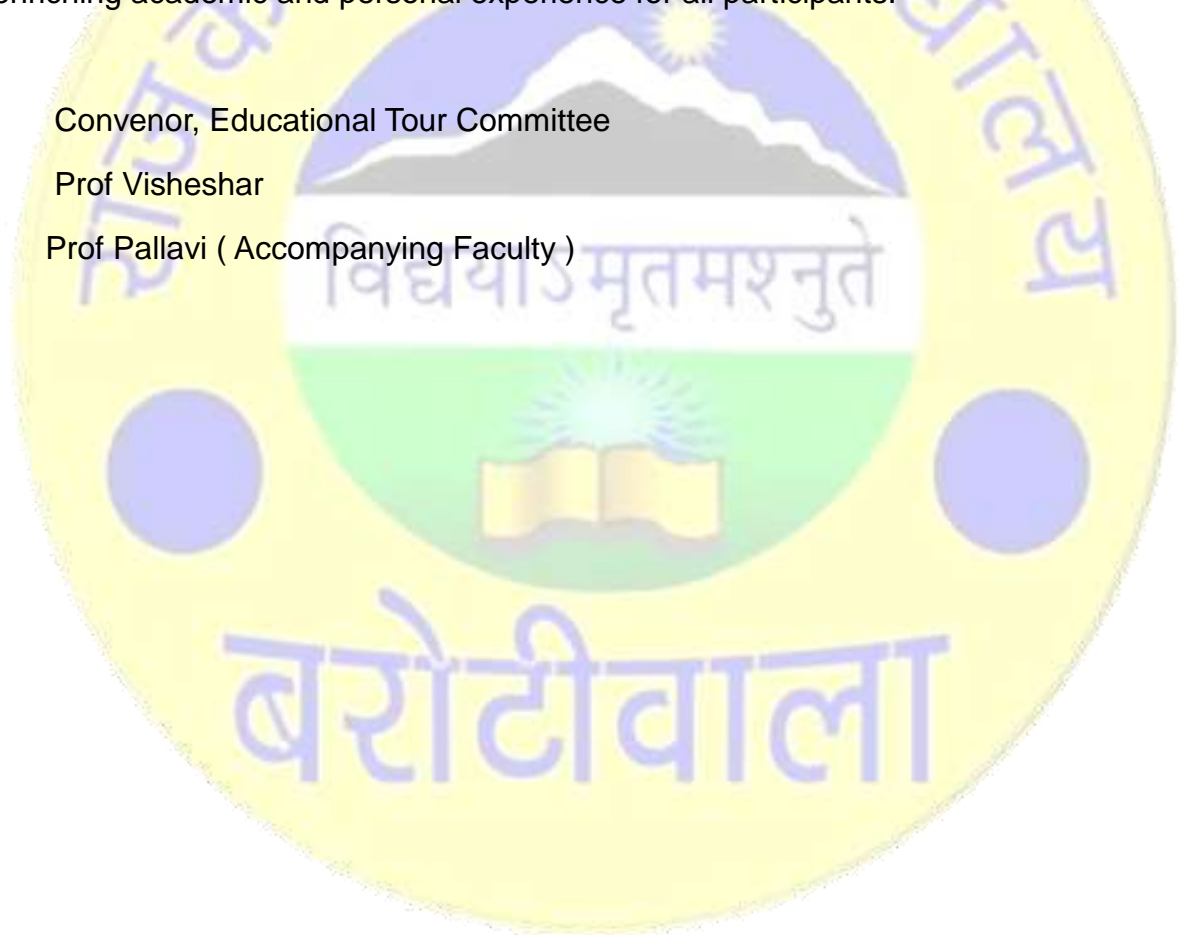 enriching academic and personal experience for all participants.
Convenor, Educational Tour Committee
Prof Visheshar
Prof Pallavi ( Accompanying Faculty )
विद्ययाऽमृतमश्नुते
बरोटीवाला